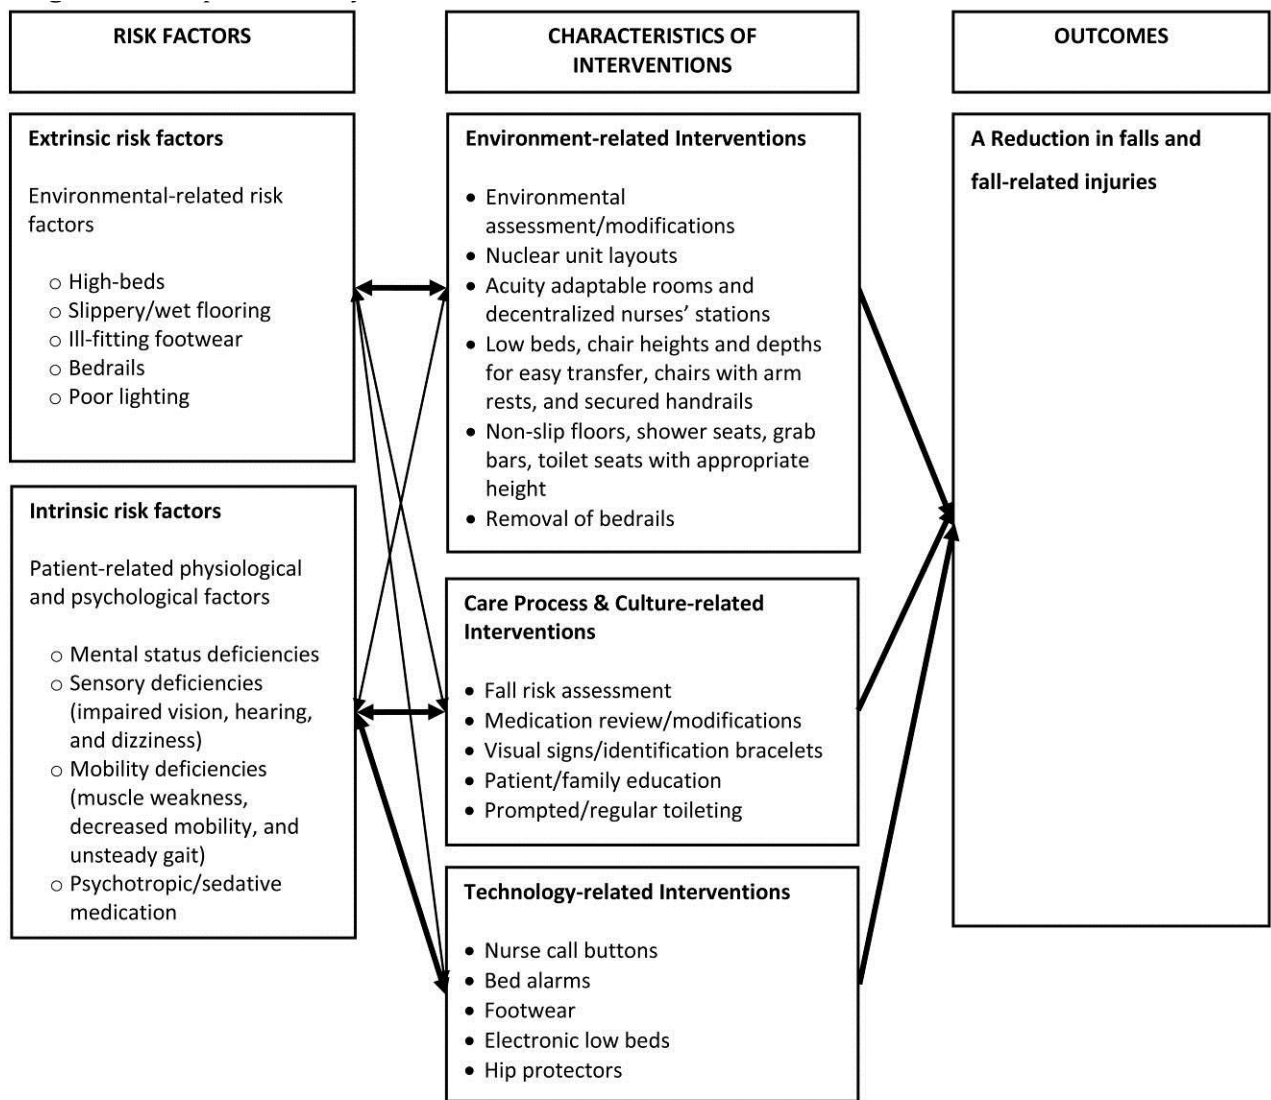 RISK FACTORS
CHARACTERISTICS OF
INTERVENTIONS
OUTCOMES
Extrinsic risk factors
Environmental-related risk
factors
High-beds
Slippery/wet flooring
Ill-fitting footwear
Bedrails
Poor lighting
Intrinsic risk factors
Patient-related physiological
and psychological factors
Mental status deficiencies
Sensory deficiencies
(impaired vision, hearing,
and dizziness)
Mobility deficiencies
(muscle weakness,
decreased mobility, and
unsteady gait)
Psychotropic/sedative
medication
Environment-related Interventions
Environmental
assessment/modifications
Nuclear unit layouts
Acuity adaptable rooms and
decentralized nurses’ stations
Low beds, chair heights and depths
for easy transfer, chairs with arm
rests, and secured handrails
Non-slip floors, shower seats, grab
bars, toilet seats with appropriate
height
Removal of bedrails
Care Process & Culture-related
Interventions
Fall risk assessment
Medication review/modifications
Visual signs/identification bracelets
Patient/family education
Prompted/regular toileting
Technology-related Interventions
Nurse call buttons
Bed alarms
Footwear
Electronic low beds
Hip protectors
A Reduction in falls and
fall-related injuries